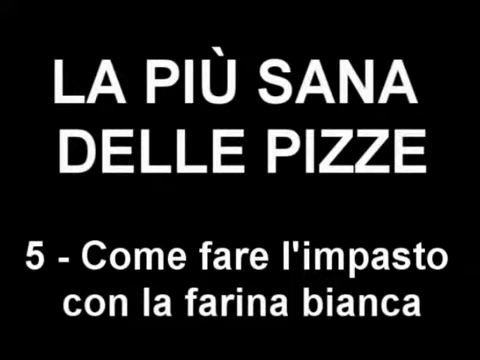 LA PIÙ SANA
DELLE PIZZE
5 - Come fare l'impasto
con la farina bianca